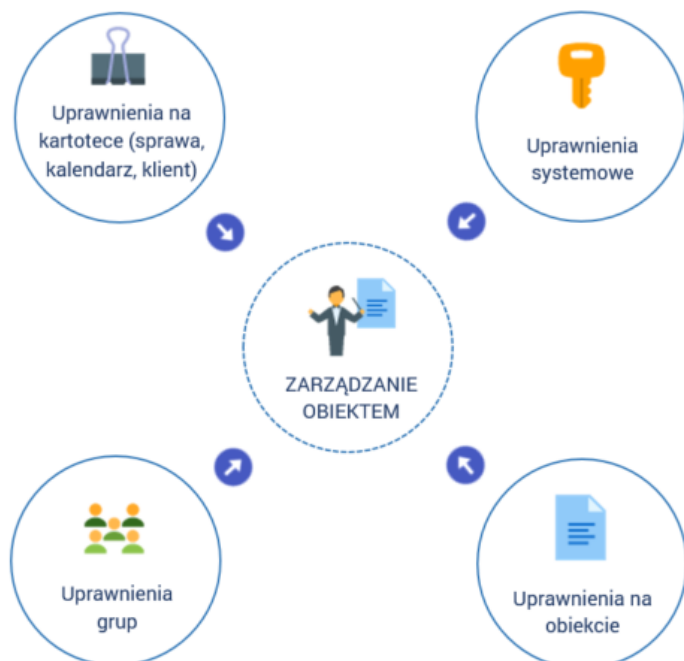 Uprawnienia na
kartotece (sprawa,
kalendarz, klient)
Uprawnienia
systemowe
ZARZĄDZANIE
OBIEKTEM
Uprawnienia
grup
Uprawnienia na
obiekcie